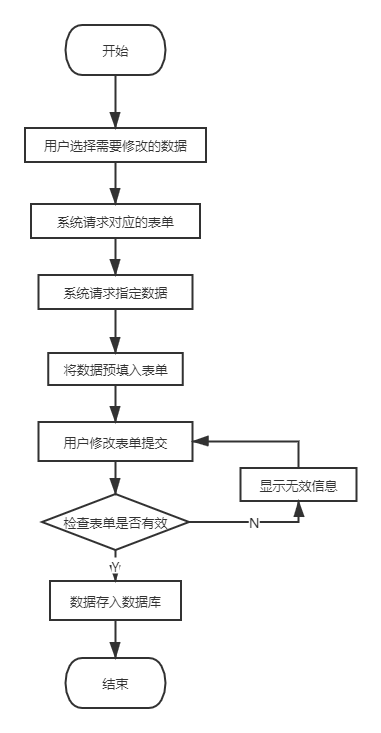 开始
用户选择需要修改的数据
系统请求对应的表单
系统请求指定数据
将数据预填入表单
用户修改表单提交
显示无效信息
检查表单是否有效
N
Y
数据存入数据库
结束